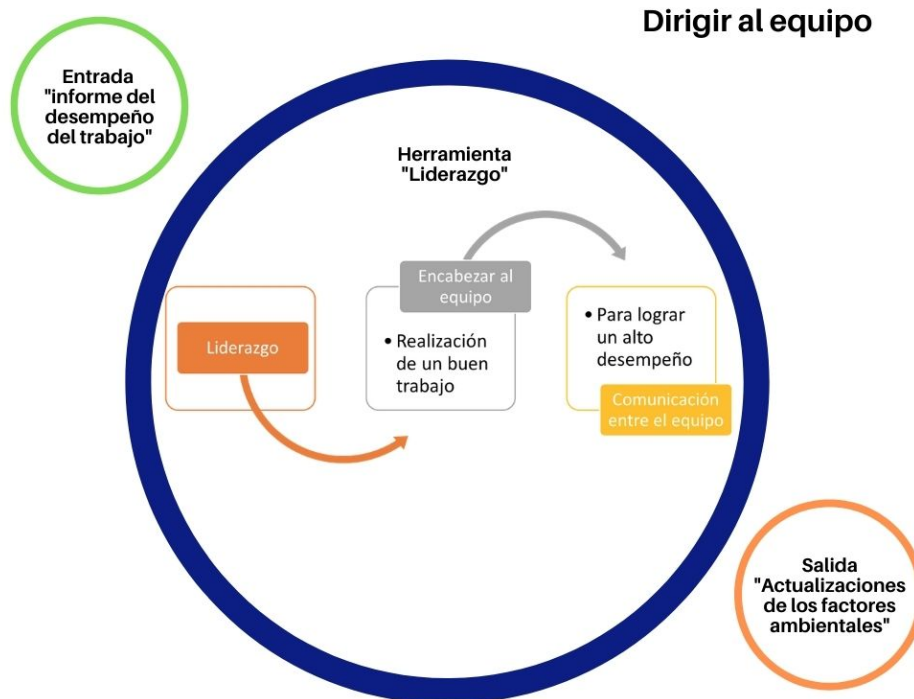 Dirigir al equipo
Entrada
"informe del
desempeño
del trabajo"
Herramienta
"Liderazgo"
Liderazgo
Encabezar al
equipo
• Realización
de un buen
trabajo
• Para lograr
un alto
desempeño
Comunicación
entre el equipo
Salida
"Actualizaciones
de los factores
ambientales"